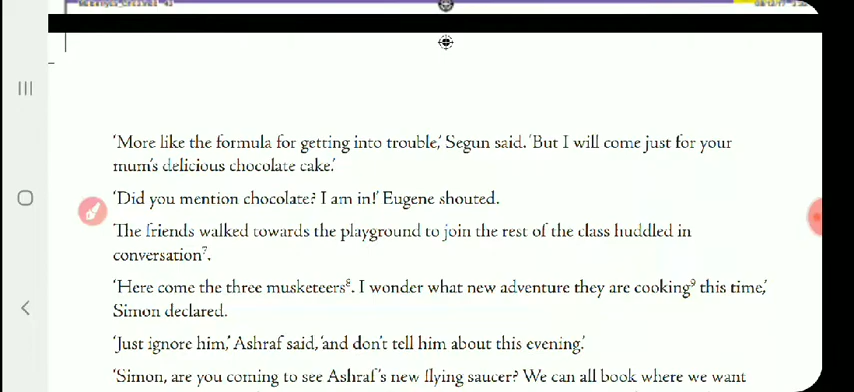 ‘More like the formula for getting into trouble,’ Segun said. ‘But I will come just for your
mum's delicious chocolate cake.’
‘Did you mention chocolate? I am in!’ Eugene shouted.
The friends walked towards the playground to join the rest of the class huddled in
conversation⁷.
‘Here come the three musketeers⁸. I wonder what new adventure they are cooking⁹ this time,’
Simon declared.
‘Just ignore him,’ Ashraf said, ‘and don't tell him about this evening.’
‘Simon, are you coming to see Ashraf's new flying saucer? We can all book where we want